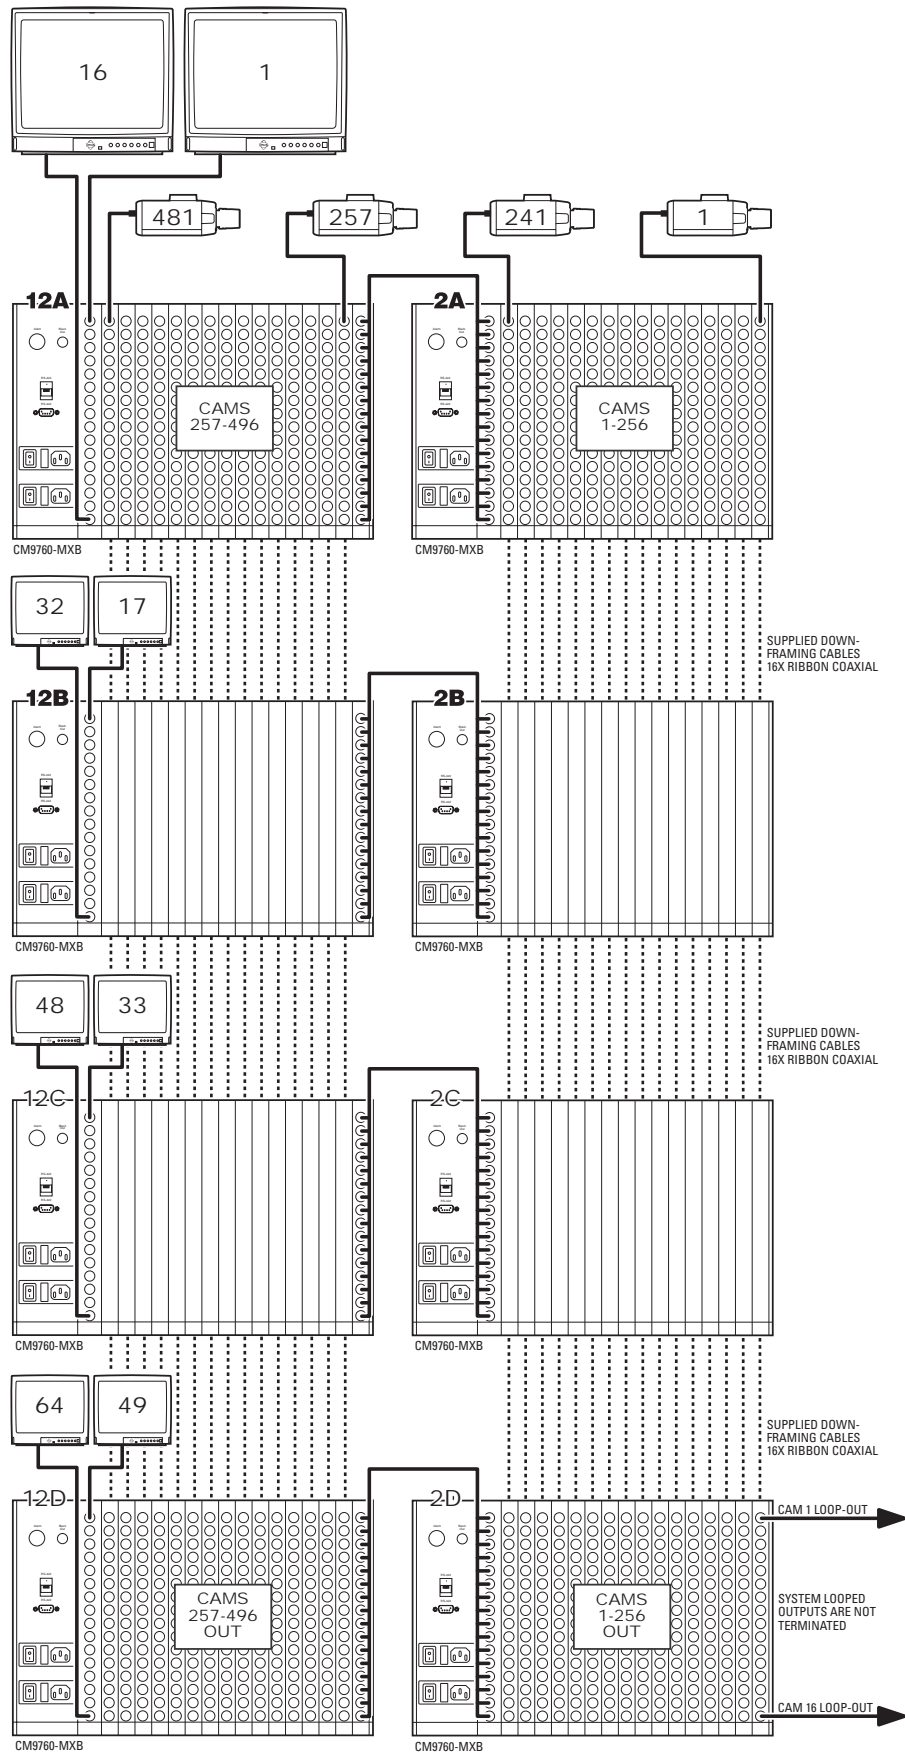 16
1
481
257
241
1
12A
2A
CAMS
257-496
CAMS
1-256
CM9760-MXB
CM9760-MXB
32
17
SUPPLIED DOWN-
FRAMING CABLES
16X RIBBON COAXIAL
12B
2B
CM9760-MXB
CM9760-MXB
48
33
SUPPLIED DOWN-
FRAMING CABLES
16X RIBBON COAXIAL
12C
2C
CM9760-MXB
CM9760-MXB
64
49
SUPPLIED DOWN-
FRAMING CABLES
16X RIBBON COAXIAL
12D
2D
CAM 1 LOOP-OUT
CAMS
257-496
OUT
CAMS
1-256
OUT
SYSTEM LOOPED
OUTPUTS ARE NOT
TERMINATED
CAM 16 LOOP-OUT
CM9760-MXB
CM9760-MXB